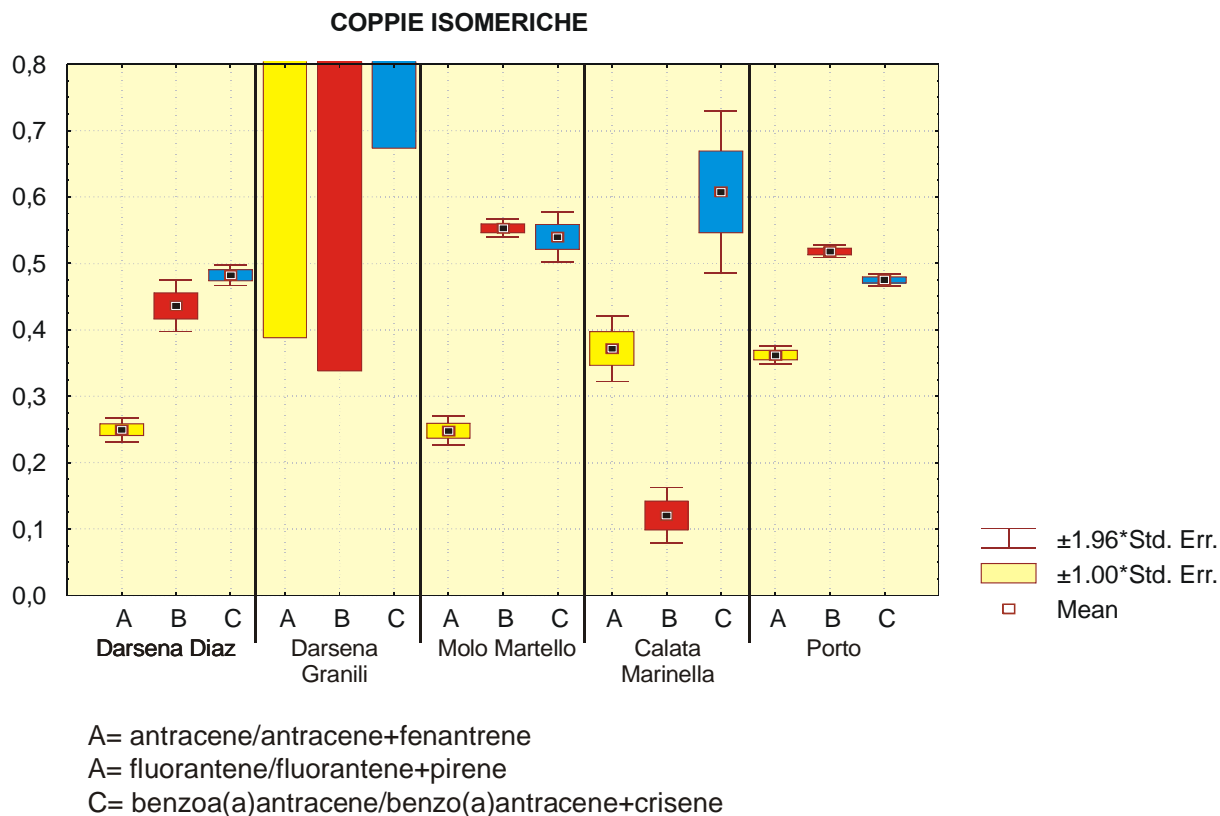 COPPIE ISOMERICHE
0,8
0,7
0,6
0,5
0,4
0,3
0,2
0,1
0,0
A B C A B C A B C A B C A B C
Darsena Diaz
Darsena
Granili
Molo Martello
Calata
Marinella
Porto
±1.96*Std. Err.
±1.00*Std. Err.
Mean
A= antracene/antracene+fenantrene
A= fluorantene/fluorantene+pirene
C= benzoa(a)antracene/benzo(a)antracene+crisene